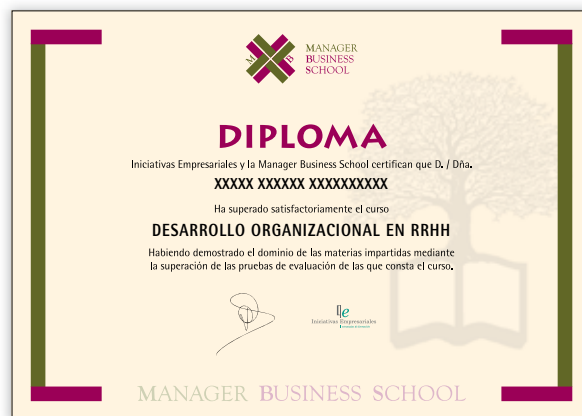 M B
MANAGER
BUSINESS
SCHOOL
DIPLOMA
Iniciativas Empresariales y la Manager Business School certifican que D. / Dña.
XXXXX XXXXXX XXXXXXXXXX
Ha superado satisfactoriamente el curso
DESARROLLO ORGANIZACIONAL EN RRHH
Habiendo demostrado el dominio de las materias impartidas mediante
la superación de las pruebas de evaluación de las que consta el curso.
Iniciativas Empresariales
MANAGER BUSINESS SCHOOL